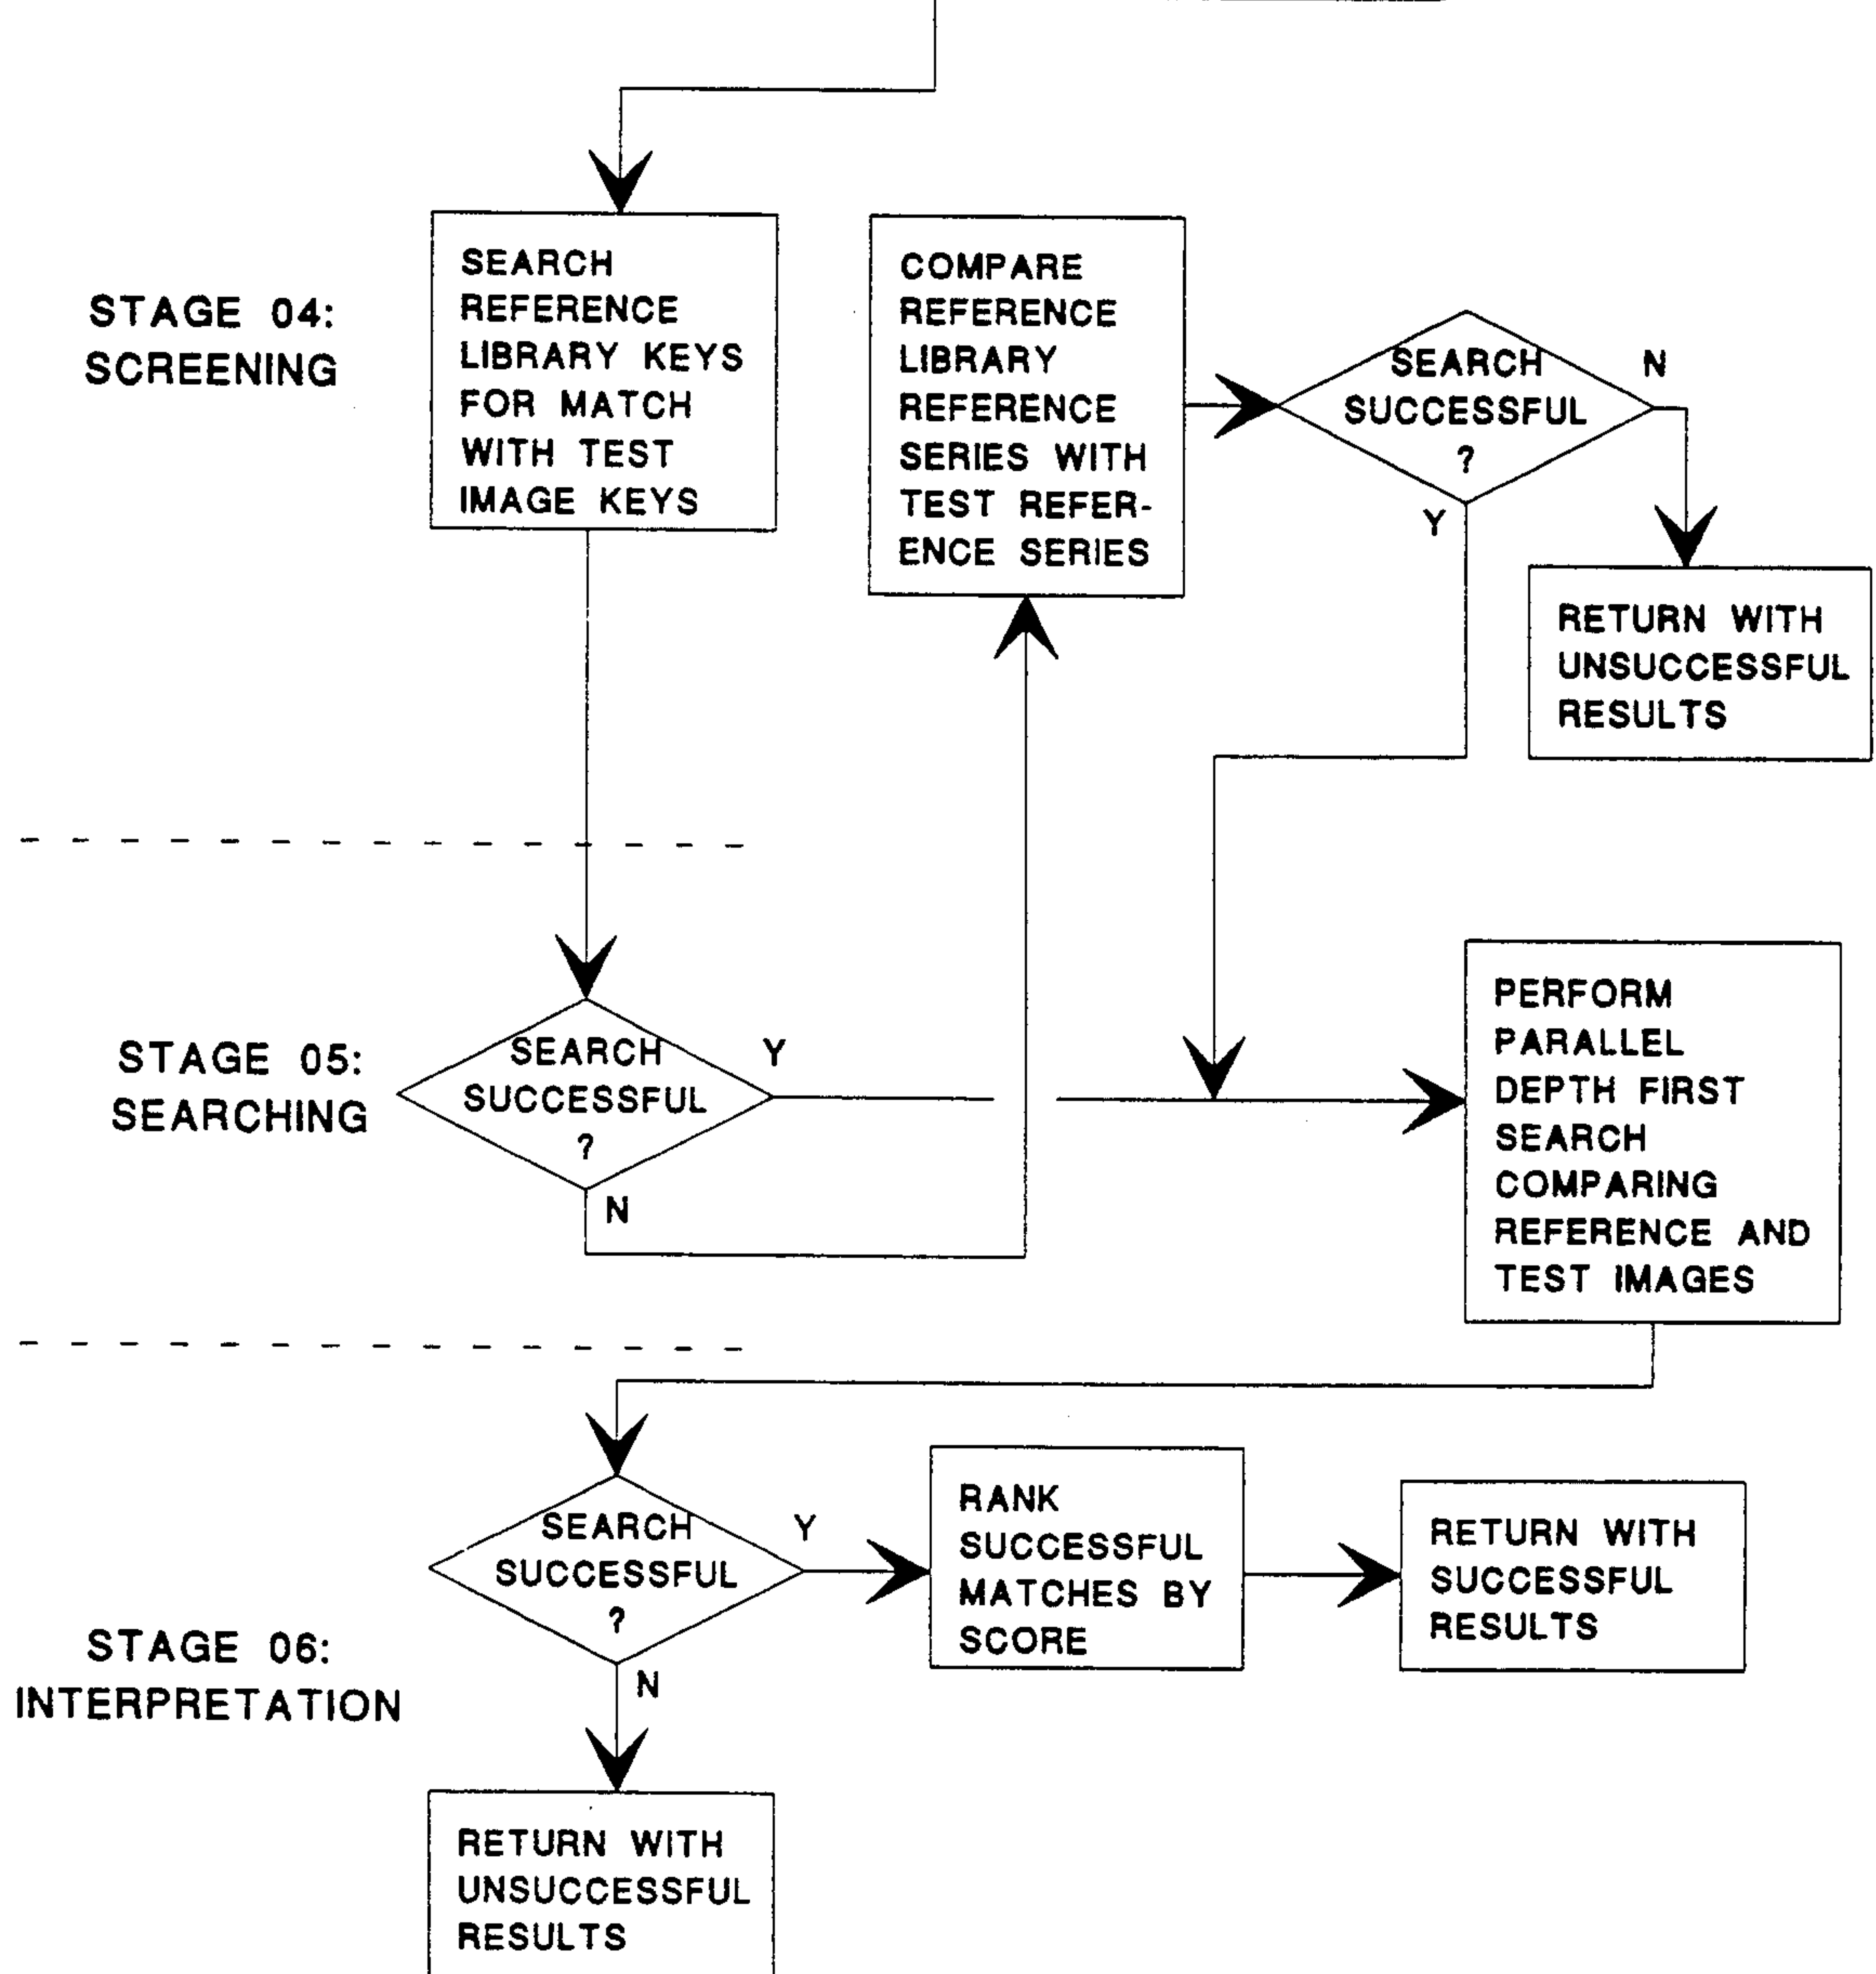 STAGE 04:
SCREENING
SEARCH
REFERENCE
LIBRARY KEYS
FOR MATCH
WITH TEST
IMAGE KEYS
COMPARE
REFERENCE
LIBRARY
REFERENCE
SERIES WITH
TEST REFER-
ENCE SERIES
SEARCH
SUCCESSFUL
?
N
Y
RETURN WITH
UNSUCCESSFUL
RESULTS
STAGE 05:
SEARCHING
SEARCH
SUCCESSFUL
?
Y
N
PERFORM
PARALLEL
DEPTH FIRST
SEARCH
COMPARING
REFERENCE AND
TEST IMAGES
STAGE 06:
INTERPRETATION
SEARCH
SUCCESSFUL
?
Y
N
RANK
SUCCESSFUL
MATCHES BY
SCORE
RETURN WITH
SUCCESSFUL
RESULTS
RETURN WITH
UNSUCCESSFUL
RESULTS